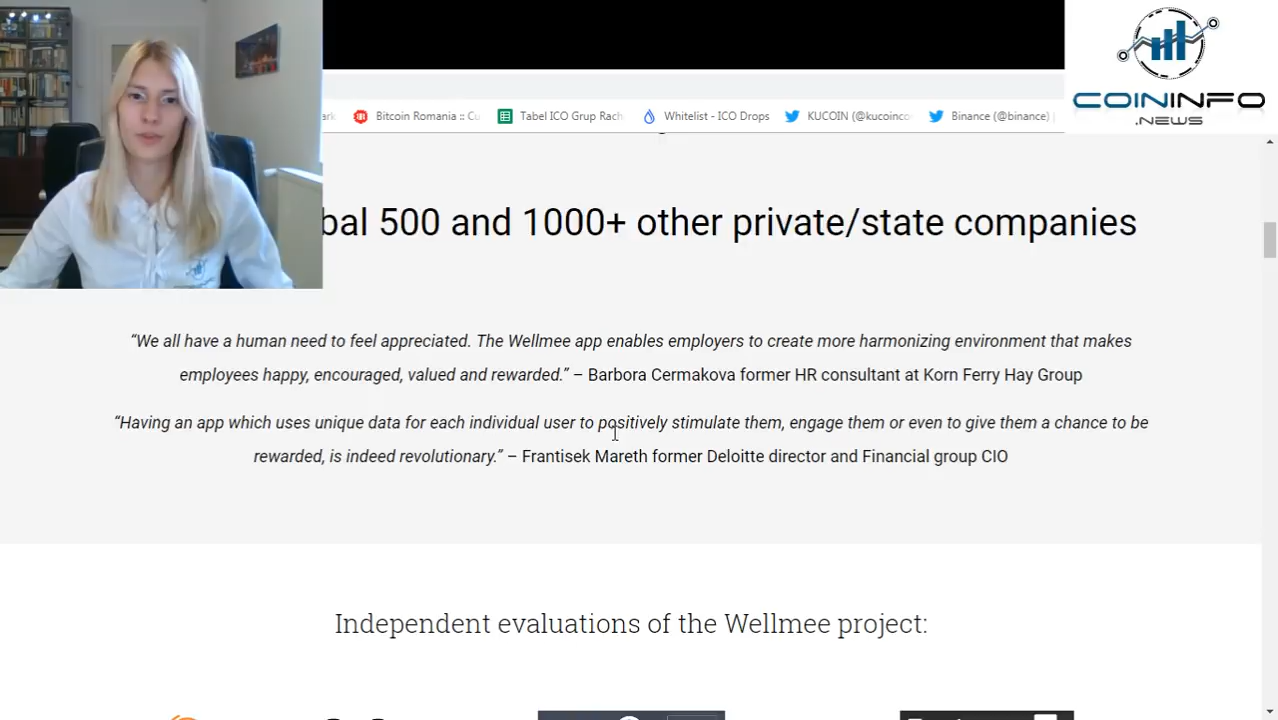 COININFO
.NEWS
ark
Bitcoin Romania :: Cu
Tabel ICO Grup Rach
Whitelist - ICO Drops
KUCOIN (@kucoinco
Binance (@binance) |
bal 500 and 1000+ other private/state companies
“We all have a human need to feel appreciated. The Wellmee app enables employers to create more harmonizing environment that makes
employees happy, encouraged, valued and rewarded.” – Barbora Cermakova former HR consultant at Korn Ferry Hay Group
“Having an app which uses unique data for each individual user to positively stimulate them, engage them or even to give them a chance to be
rewarded, is indeed revolutionary.” – Frantisek Mareth former Deloitte director and Financial group CIO
Independent evaluations of the Wellmee project: